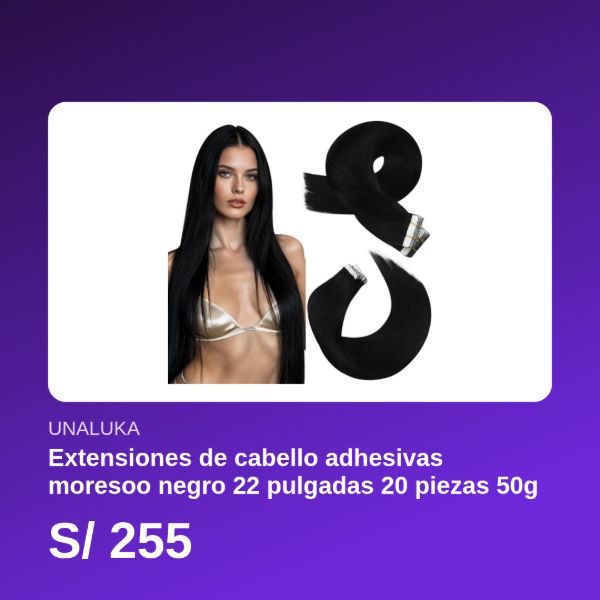 UNALUKA
Extensiones de cabello adhesivas
moresoo negro 22 pulgadas 20 piezas 50g
S/ 255